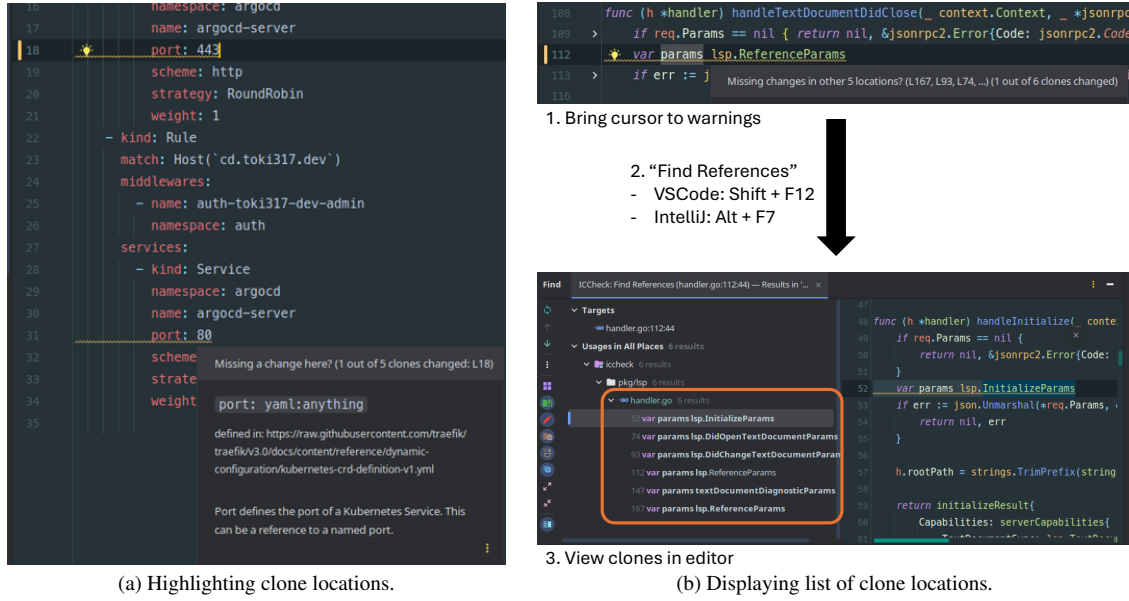 16 namespace: argocd
17 name: argocd-server
18 port: 443
19 scheme: http
20 strategy: RoundRobin
21 weight: 1
22 - kind: Rule
23 match: Host(`cd.toki317.dev`)
24 middlewares:
25 - name: auth-toki317-dev-admin
26 namespace: auth
27 services:
28 - kind: Service
29 namespace: argocd
30 name: argocd-server
31 port: 80
32 scheme
33 strate
34 weight
35
Missing a change here? (1 out of 5 clones changed: L18)
port: yaml:anything
defined in: https://raw.githubusercontent.com/traefik/
traefik/v3.0/docs/content/reference/dynamic-
configuration/kubernetes-crd-definition-v1.yml
Port defines the port of a Kubernetes Service. This
can be a reference to a named port.
(a) Highlighting clone locations.
108 func (h *handler) handleTextDocumentDidClose(_ context.Context, _ *jsonrpc
109 > if req.Params == nil { return nil, &jsonrpc2.Error{Code: jsonrpc2.Code
112 var params lsp.ReferenceParams
113 > if err := j
116
Missing changes in other 5 locations? (L167, L93, L74, ...) (1 out of 6 clones changed)
1. Bring cursor to warnings
2. “Find References”
- VSCode: Shift + F12
- IntelliJ: Alt + F7
Find ICCheck: Find References (handler.go:112:44) — Results in '... ×
Targets
handler.go:112:44
Usages in All Places 6 results
iccheck 6 results
pkg/lsp 6 results
handler.go 6 results
52 var params lsp.InitializeParams
74 var params lsp.DidOpenTextDocumentParams
93 var params lsp.DidChangeTextDocumentParam
112 var params lsp.ReferenceParams
147 var params textDocumentDiagnosticParams
167 var params lsp.ReferenceParams
47
48 func (h *handler) handleInitialize(_ conte
49 if req.Params == nil {
50 return nil, &jsonrpc2.Error{Code:
51 }
52 var params lsp.InitializeParams
53 if err := json.Unmarshal(*req.Params, 
54 return nil, err
55 }
56
57 h.rootPath = strings.TrimPrefix(string
58
59 return initializeResult{
60 Capabilities: serverCapabilities{
61
3. View clones in editor
(b) Displaying list of clone locations.